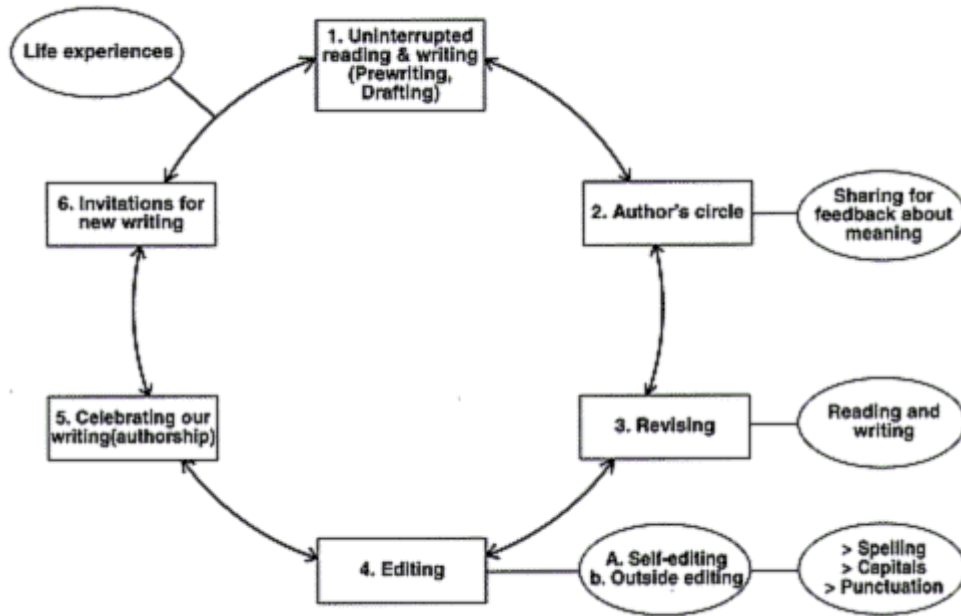 Life experiences
1. Uninterrupted
reading & writing
(Prewriting,
Drafting)
6. Invitations for
new writing
2. Author's circle
Sharing for
feedback about
meaning
5. Celebrating our
writing(authorship)
3. Revising
Reading and
writing
4. Editing
A. Self-editing
b. Outside editing
> Spelling
> Capitals
> Punctuation